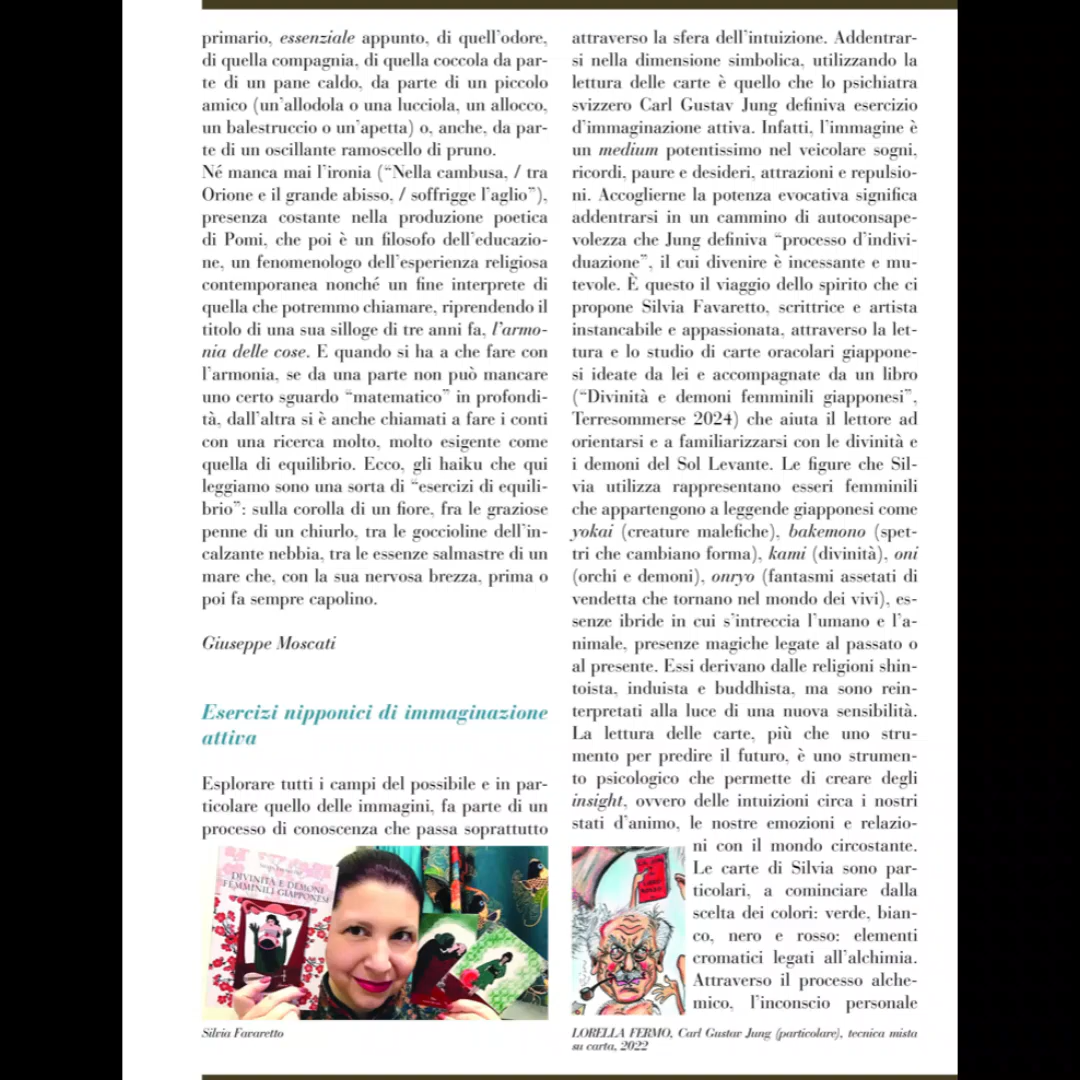 primario, essenziale appunto, di quell'odore,
di quella compagnia, di quella coccola da par-
te di un pane caldo, da parte di un piccolo
amico (un'allodola o una lucciola, un allocco,
un balestruccio o un'apetta) o, anche, da par-
te di un oscillante ramoscello di pruno.
Né manca mai l'ironia (“Nella cambusa, / tra
Orione e il grande abisso, / soffrigge l'aglio”),
presenza costante nella produzione poetica
di Pomi, che poi è un filosofo dell'educazio-
ne, un fenomenologo dell'esperienza religiosa
contemporanea nonché un fine interprete di
quella che potremmo chiamare, riprendendo il
titolo di una sua silloge di tre anni fa, l'armo-
nia delle cose. E quando si ha a che fare con
l'armonia, se da una parte non può mancare
uno certo sguardo “matematico” in profondi-
tà, dall'altra si è anche chiamati a fare i conti
con una ricerca molto, molto esigente come
quella di equilibrio. Ecco, gli haiku che qui
leggiamo sono una sorta di “esercizi di equili-
brio”: sulla corolla di un fiore, fra le graziose
penne di un chiurlo, tra le goccioline dell'in-
calzante nebbia, tra le essenze salmastre di un
mare che, con la sua nervosa brezza, prima o
poi fa sempre capolino.
Giuseppe Moscati
Esercizi nipponici di immaginazione
attiva
Esplorare tutti i campi del possibile e in par-
ticolare quello delle immagini, fa parte di un
processo di conoscenza che passa soprattutto
DIVINITÀ E DEMONI
FEMMINILI GIAPPONESI
Silvia Favaretto
attraverso la sfera dell'intuizione. Addentrar-
si nella dimensione simbolica, utilizzando la
lettura delle carte è quello che lo psichiatra
svizzero Carl Gustav Jung definiva esercizio
d'immaginazione attiva. Infatti, l'immagine è
un medium potentissimo nel veicolare sogni,
ricordi, paure e desideri, attrazioni e repulsio-
ni. Accoglierne la potenza evocativa significa
addentrarsi in un cammino di autoconsape-
volezza che Jung definiva “processo d'indivi-
duazione”, il cui divenire è incessante e mu-
tevole. È questo il viaggio dello spirito che ci
propone Silvia Favaretto, scrittrice e artista
instancabile e appassionata, attraverso la let-
tura e lo studio di carte oracolari giappone-
si ideate da lei e accompagnate da un libro
(“Divinità e demoni femminili giapponesi”,
Terresommerse 2024) che aiuta il lettore ad
orientarsi e a familiarizzarsi con le divinità e
i demoni del Sol Levante. Le figure che Sil-
via utilizza rappresentano esseri femminili
che appartengono a leggende giapponesi come
yokai (creature malefiche), bakemono (spet-
tri che cambiano forma), kami (divinità), oni
(orchi e demoni), onryo (fantasmi assetati di
vendetta che tornano nel mondo dei vivi), es-
senze ibride in cui s'intreccia l'umano e l'a-
nimale, presenze magiche legate al passato o
al presente. Essi derivano dalle religioni shin-
toista, induista e buddhista, ma sono rein-
terpretati alla luce di una nuova sensibilità.
La lettura delle carte, più che uno stru-
mento per predire il futuro, è uno strumen-
to psicologico che permette di creare degli
insight, ovvero delle intuizioni circa i nostri
stati d'animo, le nostre emozioni e relazio-
ni con il mondo circostante.
Le carte di Silvia sono par-
ticolari, a cominciare dalla
scelta dei colori: verde, bian-
co, nero e rosso: elementi
cromatici legati all'alchimia.
Attraverso il processo alche-
mico, l'inconscio personale
LORELLA FERMO, Carl Gustav Jung (particolare), tecnica mista
su carta, 2022